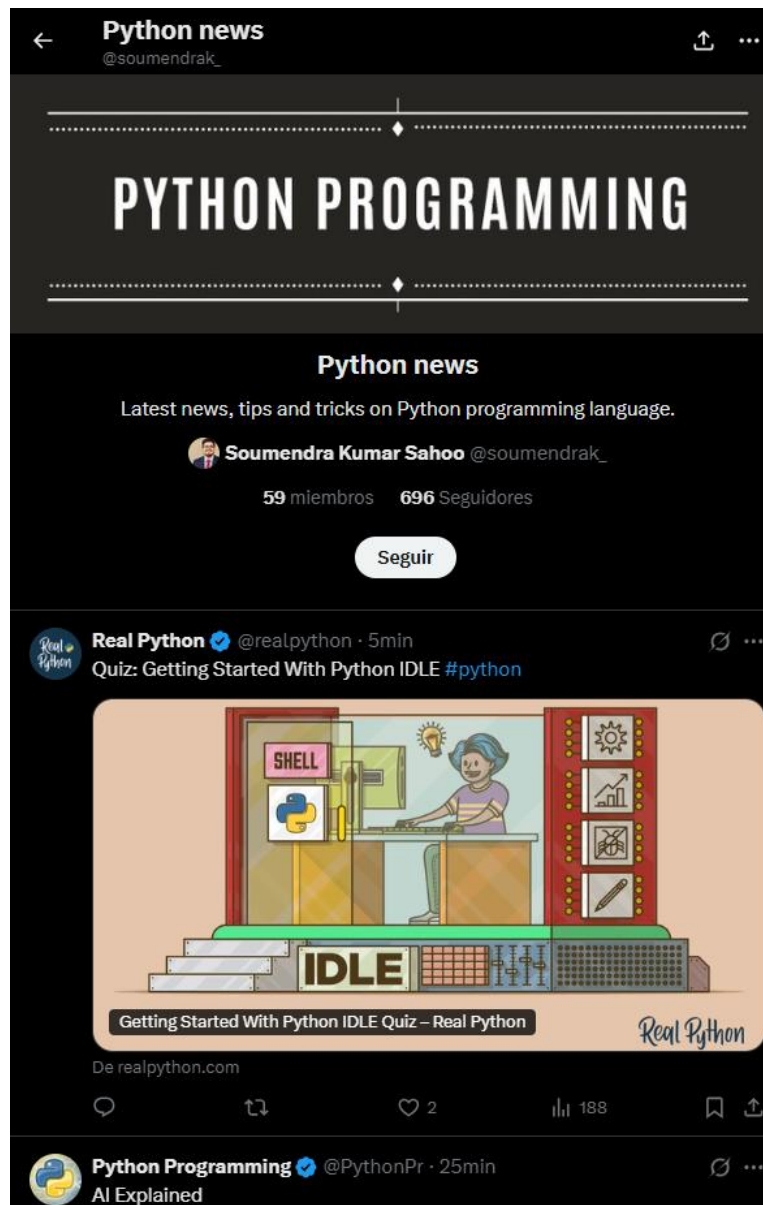 Python news
@soumendrak_
PYTHON PROGRAMMING
Python news
Latest news, tips and tricks on Python programming language.
Soumendra Kumar Sahoo @soumendrak_
59 miembros 696 Seguidores
Seguir
Real Python
Real Python @realpython · 5min
Quiz: Getting Started With Python IDLE #python
SHELL
IDLE
Getting Started With Python IDLE Quiz – Real Python
Real Python
De realpython.com
2 188
Python Programming @PythonPr · 25min
AI Explained